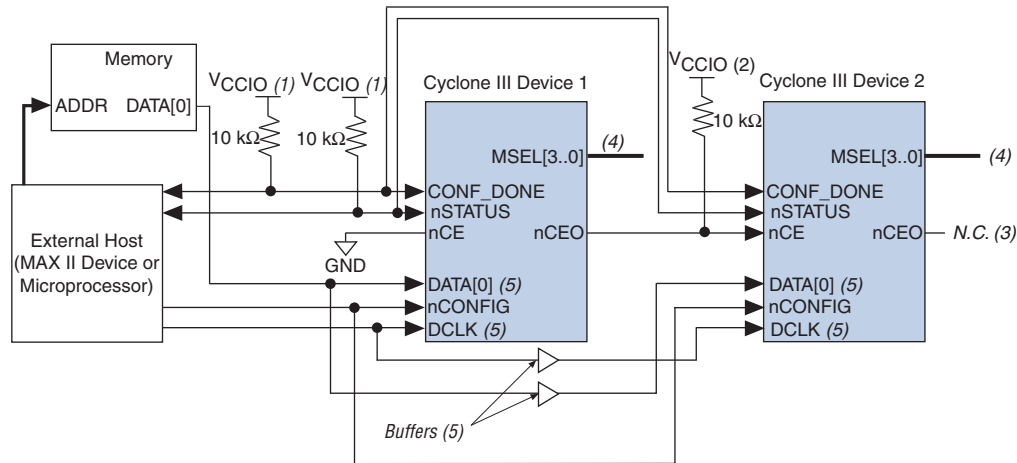 Memory
ADDR DATA[0]
VCCIO (1)
10 kΩ
VCCIO (1)
10 kΩ
Cyclone III Device 1
MSEL[3..0]
(4)
CONF_DONE
nSTATUS
nCE
nCEO
DATA[0] (5)
nCONFIG
DCLK (5)
GND
External Host
(MAX II Device or
Microprocessor)
VCCIO (2)
10 kΩ
Cyclone III Device 2
MSEL[3..0]
(4)
CONF_DONE
nSTATUS
nCE
nCEO
N.C. (3)
DATA[0] (5)
nCONFIG
DCLK (5)
Buffers (5)